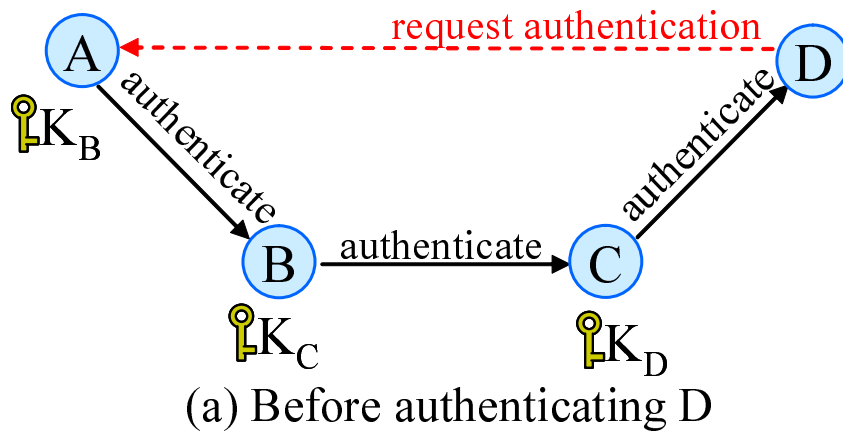 request authentication
A
D
authenticate
authenticate
K_B
B
authenticate
C
K_C
K_D
(a) Before authenticating D